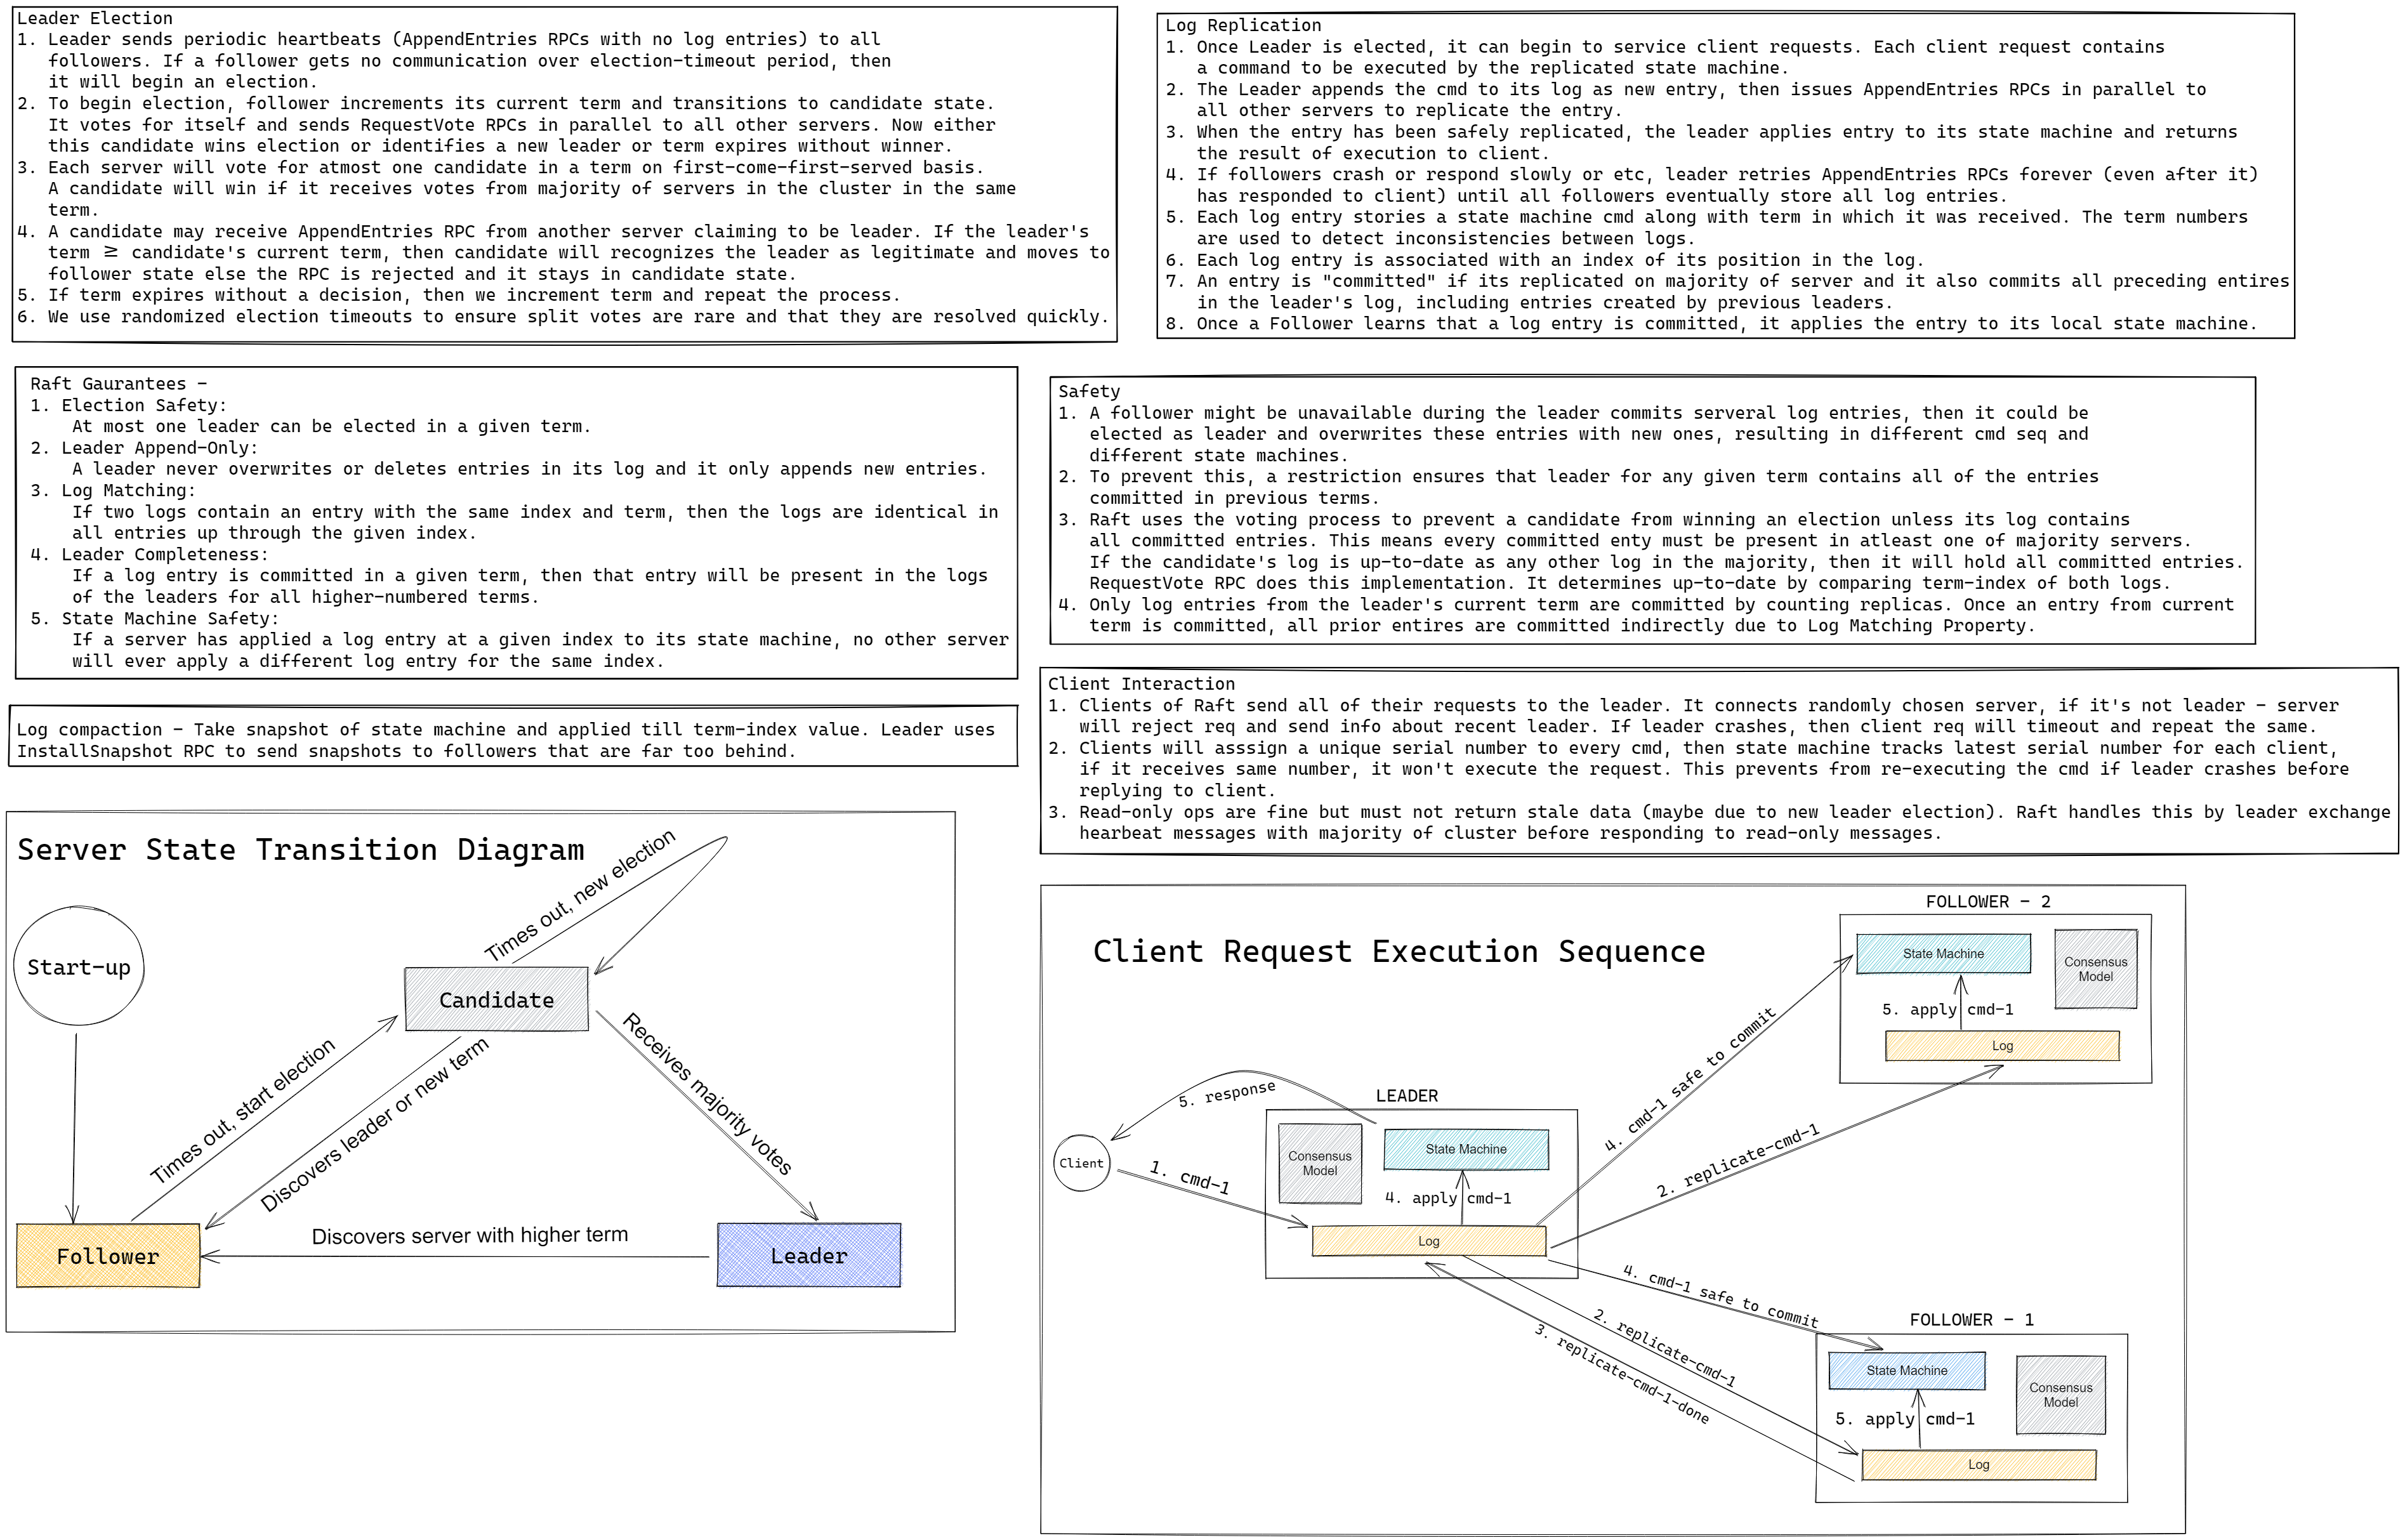 Leader Election
1. Leader sends periodic heartbeats (AppendEntries RPCs with no log entries) to all
followers. If a follower gets no communication over election-timeout period, then
it will begin an election.
2. To begin election, follower increments its current term and transitions to candidate state.
It votes for itself and sends RequestVote RPCs in parallel to all other servers. Now either
this candidate wins election or identifies a new leader or term expires without winner.
3. Each server will vote for atmost one candidate in a term on first-come-first-served basis.
A candidate will win if it receives votes from majority of servers in the cluster in the same
term.
4. A candidate may receive AppendEntries RPC from another server claiming to be leader. If the leader's
term ≥ candidate's current term, then candidate will recognizes the leader as legitimate and moves to
follower state else the RPC is rejected and it stays in candidate state.
5. If term expires without a decision, then we increment term and repeat the process.
6. We use randomized election timeouts to ensure split votes are rare and that they are resolved quickly.
Log Replication
1. Once Leader is elected, it can begin to service client requests. Each client request contains
a command to be executed by the replicated state machine.
2. The Leader appends the cmd to its log as new entry, then issues AppendEntries RPCs in parallel to
all other servers to replicate the entry.
3. When the entry has been safely replicated, the leader applies entry to its state machine and returns
the result of execution to client.
4. If followers crash or respond slowly or etc, leader retries AppendEntries RPCs forever (even after it)
has responded to client) until all followers eventually store all log entries.
5. Each log entry stories a state machine cmd along with term in which it was received. The term numbers
are used to detect inconsistencies between logs.
6. Each log entry is associated with an index of its position in the log.
7. An entry is "committed" if its replicated on majority of server and it also commits all preceding entires
in the leader's log, including entries created by previous leaders.
8. Once a Follower learns that a log entry is committed, it applies the entry to its local state machine.
Raft Gaurantees -
1. Election Safety:
At most one leader can be elected in a given term.
2. Leader Append-Only:
A leader never overwrites or deletes entries in its log and it only appends new entries.
3. Log Matching:
If two logs contain an entry with the same index and term, then the logs are identical in
all entries up through the given index.
4. Leader Completeness:
If a log entry is committed in a given term, then that entry will be present in the logs
of the leaders for all higher-numbered terms.
5. State Machine Safety:
If a server has applied a log entry at a given index to its state machine, no other server
will ever apply a different log entry for the same index.
Safety
1. A follower might be unavailable during the leader commits serveral log entries, then it could be
elected as leader and overwrites these entries with new ones, resulting in different cmd seq and
different state machines.
2. To prevent this, a restriction ensures that leader for any given term contains all of the entries
committed in previous terms.
3. Raft uses the voting process to prevent a candidate from winning an election unless its log contains
all committed entries. This means every committed enty must be present in atleast one of majority servers.
If the candidate's log is up-to-date as any other log in the majority, then it will hold all committed entries.
RequestVote RPC does this implementation. It determines up-to-date by comparing term-index of both logs.
4. Only log entries from the leader's current term are committed by counting replicas. Once an entry from current
term is committed, all prior entires are committed indirectly due to Log Matching Property.
Log compaction - Take snapshot of state machine and applied till term-index value. Leader uses
InstallSnapshot RPC to send snapshots to followers that are far too behind.
Client Interaction
1. Clients of Raft send all of their requests to the leader. It connects randomly chosen server, if it's not leader - server
will reject req and send info about recent leader. If leader crashes, then client req will timeout and repeat the same.
2. Clients will asssign a unique serial number to every cmd, then state machine tracks latest serial number for each client,
if it receives same number, it won't execute the request. This prevents from re-executing the cmd if leader crashes before
replying to client.
3. Read-only ops are fine but must not return stale data (maybe due to new leader election). Raft handles this by leader exchange
hearbeat messages with majority of cluster before responding to read-only messages.
Server State Transition Diagram
Times out, new election
Start-up
Candidate
Times out, start election
Discovers leader or new term
Receives majority votes
Discovers server with higher term
Follower
Leader
Client Request Execution Sequence
FOLLOWER - 2
State Machine
Consensus
Model
5. apply cmd-1
Log
4. cmd-1 safe to commit
2. replicate-cmd-1
5. response
LEADER
Client
1. cmd-1
Consensus
Model
State Machine
4. apply cmd-1
Log
4. cmd-1 safe to commit
2. replicate-cmd-1
3. replicate-cmd-1-done
FOLLOWER - 1
State Machine
Consensus
Model
5. apply cmd-1
Log